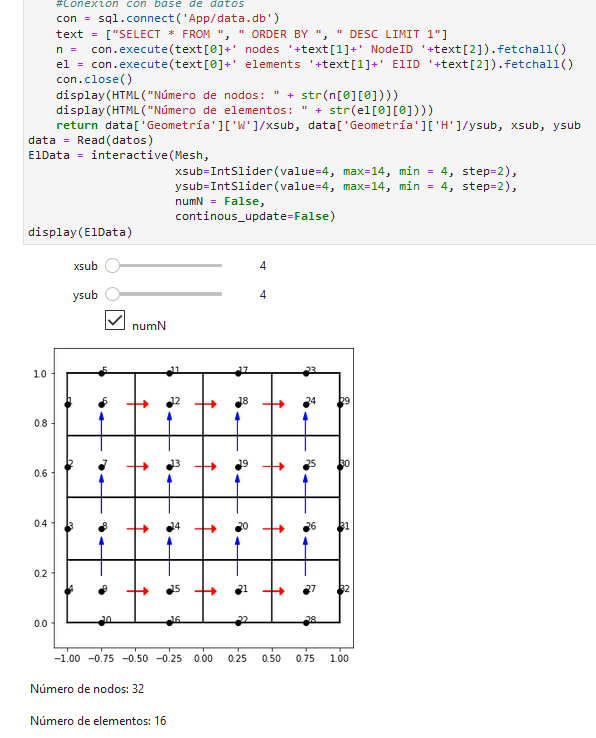 #Conexión con base de datos
con = sql.connect('App/data.db')
text = ["SELECT * FROM ", " ORDER BY ", " DESC LIMIT 1"]
n =  con.execute(text[0]+' nodes '+text[1]+' NodeID '+text[2]).fetchall()
el = con.execute(text[0]+' elements '+text[1]+' ElID '+text[2]).fetchall()
con.close()
display(HTML("Número de nodos: " + str(n[0][0])))
display(HTML("Número de elementos: " + str(el[0][0])))
return data['Geometría']['W']/xsub, data['Geometría']['H']/ysub, xsub, ysub
data = Read(datos)
ElData = interactive(Mesh,
xsub=IntSlider(value=4, max=14, min = 4, step=2),
ysub=IntSlider(value=4, max=14, min = 4, step=2),
numN = False,
continous_update=False)
display(ElData)
xsub 4
ysub 4
numN
1.0 5 11 17 23
1 6 12 18 24 29
0.8
2 7 13 19 25 30
0.6
0.4 3 8 14 20 26 31
0.2
4 9 15 21 27 32
0.0 10 16 22 28
−1.00 −0.75 −0.50 −0.25 0.00 0.25 0.50 0.75 1.00
Número de nodos: 32
Número de elementos: 16